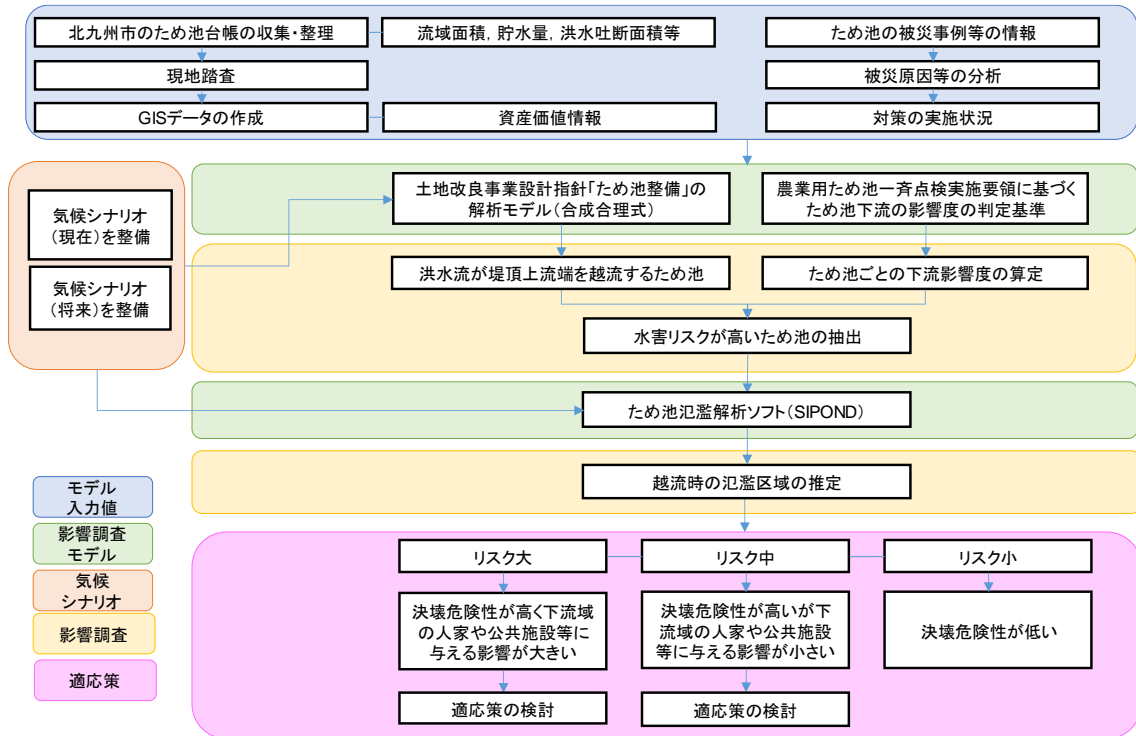 北九州市のため池台帳の収集・整理
流域面積，貯水量，洪水吐断面積等
ため池の被災事例等の情報
現地踏査
被災原因等の分析
GISデータの作成
資産価値情報
対策の実施状況
気候シナリオ
（現在）を整備
気候シナリオ
（将来）を整備
土地改良事業設計指針「ため池整備」の
解析モデル（合成合理式）
農業用ため池一斉点検実施要領に基づく
ため池下流の影響度の判定基準
洪水流が堤頂上流端を越流するため池
ため池ごとの下流影響度の算定
水害リスクが高いため池の抽出
ため池氾濫解析ソフト（SIPOND）
越流時の氾濫区域の推定
モデル
入力値
影響調査
モデル
気候
シナリオ
影響調査
適応策
リスク大
リスク中
リスク小
決壊危険性が高く下流域
の人家や公共施設等に
与える影響が大きい
決壊危険性が高いが下
流域の人家や公共施設
等に与える影響が小さい
決壊危険性が低い
適応策の検討
適応策の検討